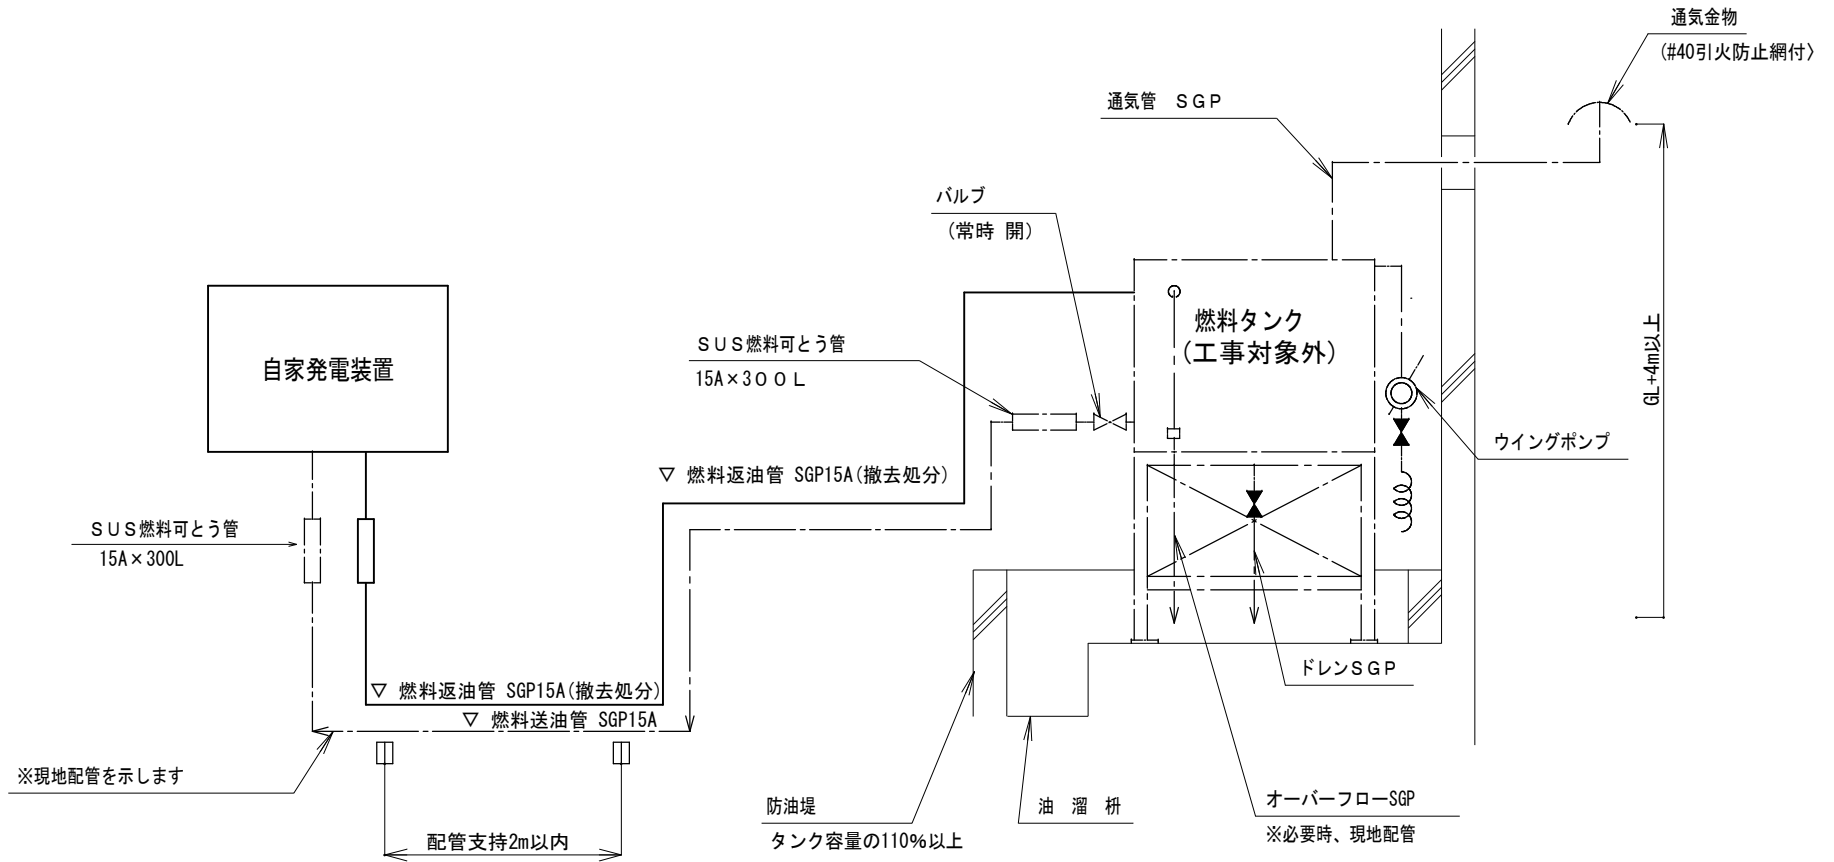 通気金物
(#40引火防止網付〉
通気管 ＳＧＰ
バルブ
(常時 開)
自家発電装置
ＳＵＳ燃料可とう管
15A×３００Ｌ
燃料タンク
(工事対象外)
GL+4m以上
ウイングポンプ
▽ 燃料返油管 SGP15A(撤去処分)
ＳＵＳ燃料可とう管
15A×300L
▽ 燃料返油管 SGP15A(撤去処分)
▽ 燃料送油管 SGP15A
ドレンＳＧＰ
※現地配管を示します
配管支持2m以内
防油堤
タンク容量の110%以上
油 溜 枡
オーバーフローSGP
※必要時、現地配管